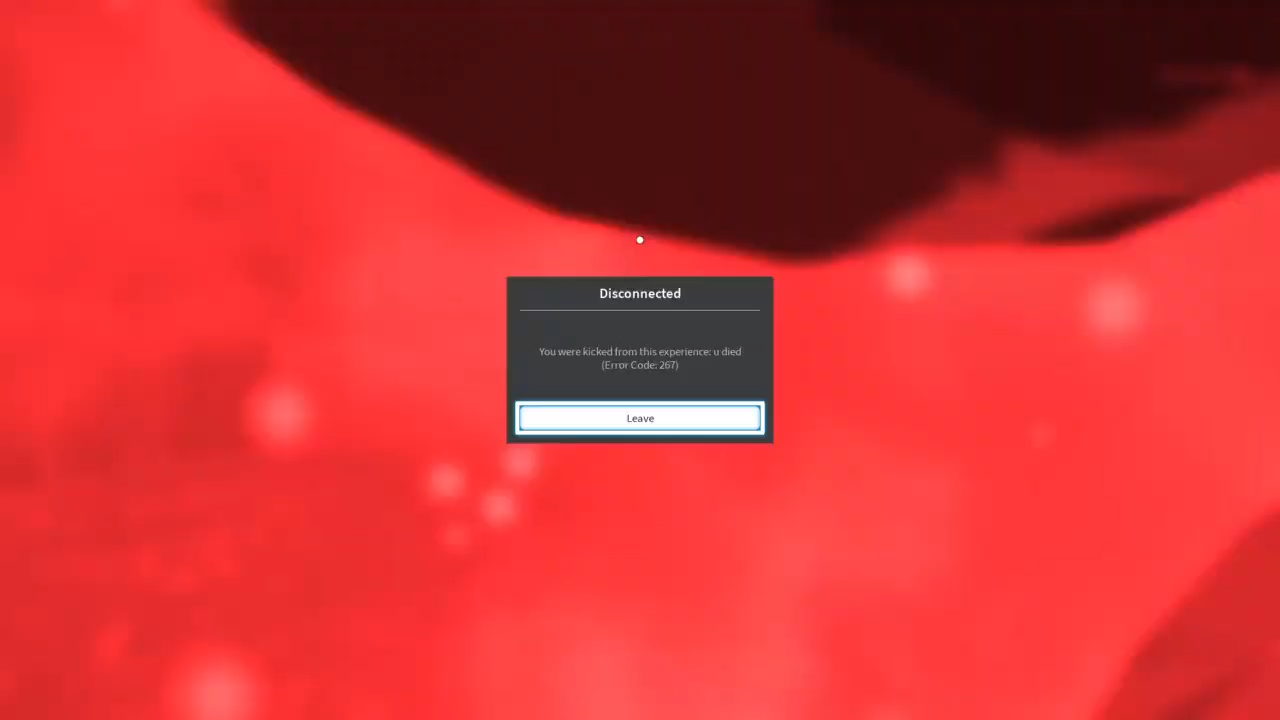 Disconnected
You were kicked from this experience: u died
(Error Code: 267)
Leave